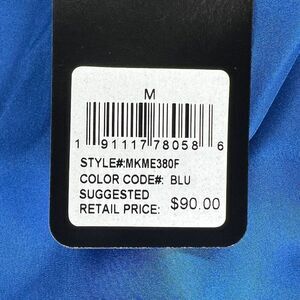 M
1 91117 78058 6
STYLE#:MKME380F
COLOR CODE#: BLU
SUGGESTED
RETAIL PRICE: $90.00